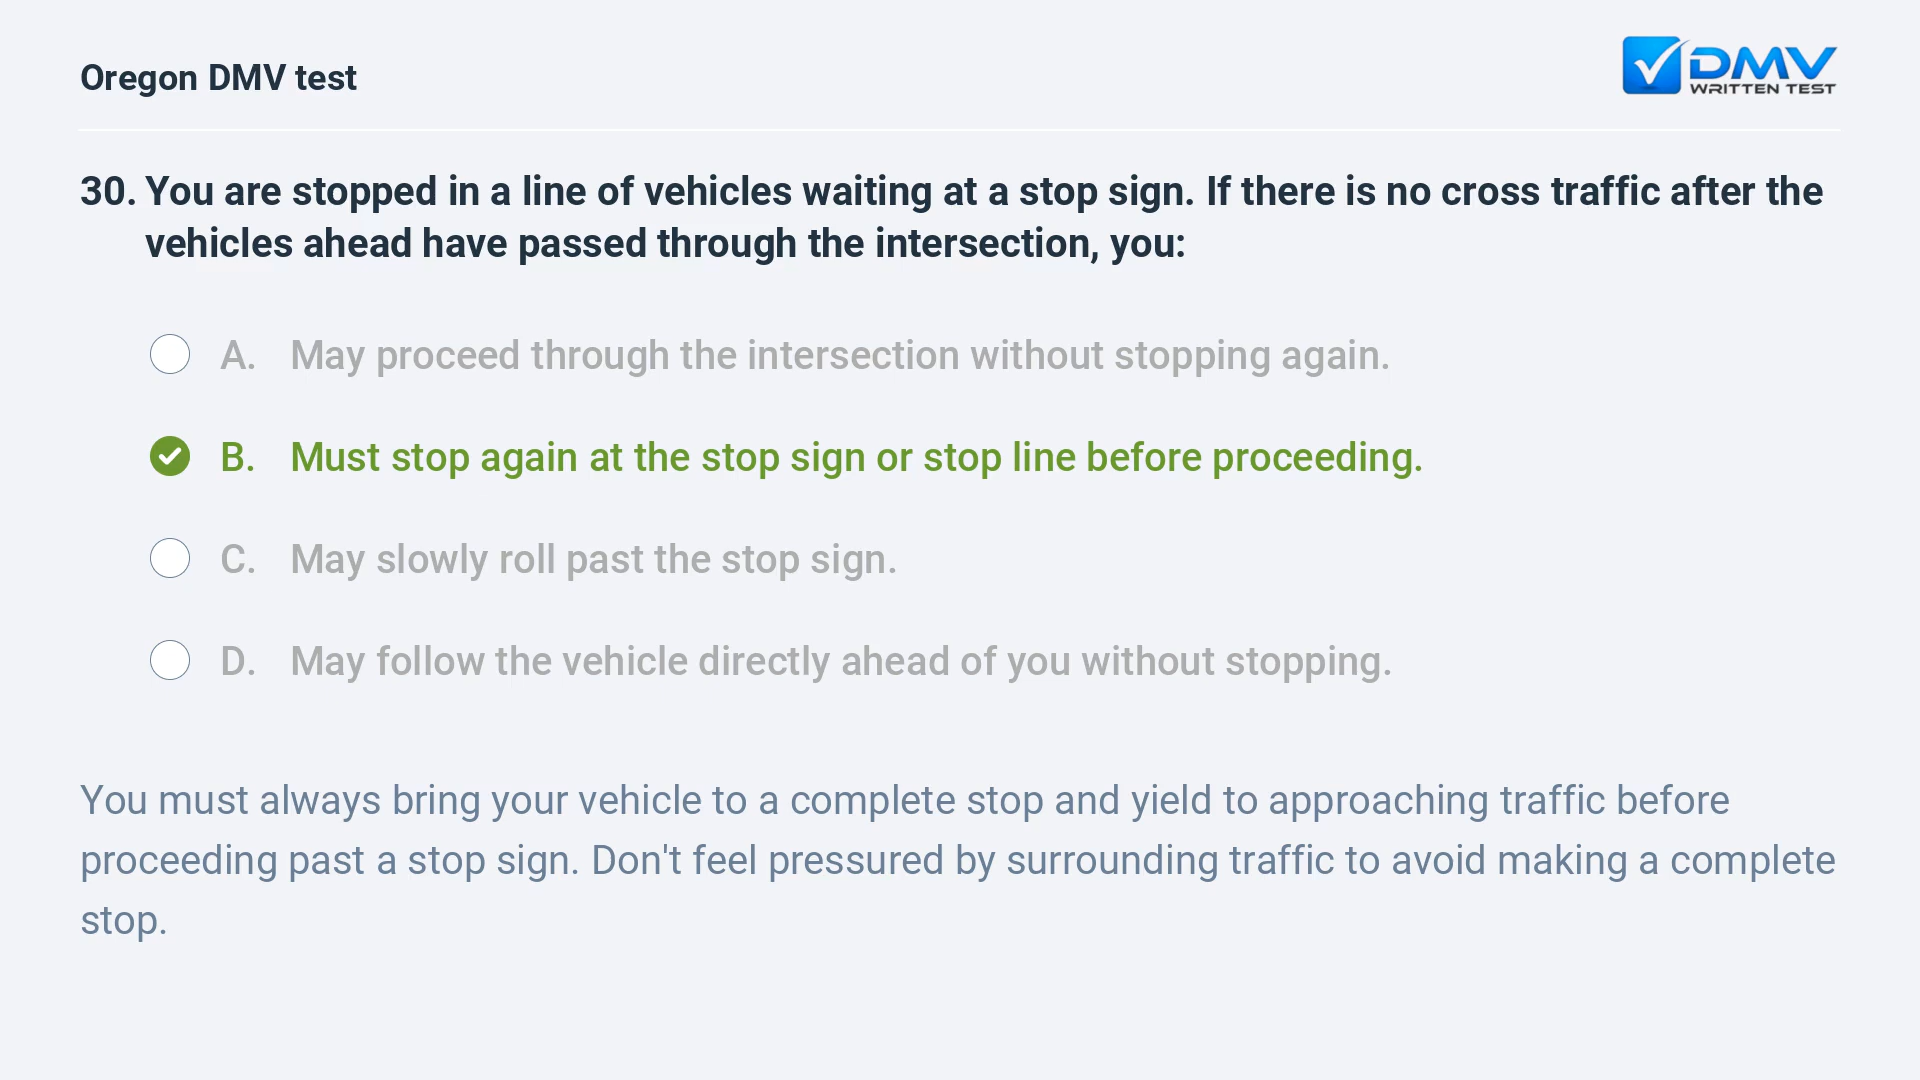 Oregon DMV test
DMV
WRITTEN TEST
30. You are stopped in a line of vehicles waiting at a stop sign. If there is no cross traffic after the
vehicles ahead have passed through the intersection, you:
A. May proceed through the intersection without stopping again.
B. Must stop again at the stop sign or stop line before proceeding.
C. May slowly roll past the stop sign.
D. May follow the vehicle directly ahead of you without stopping.
You must always bring your vehicle to a complete stop and yield to approaching traffic before
proceeding past a stop sign. Don't feel pressured by surrounding traffic to avoid making a complete
stop.